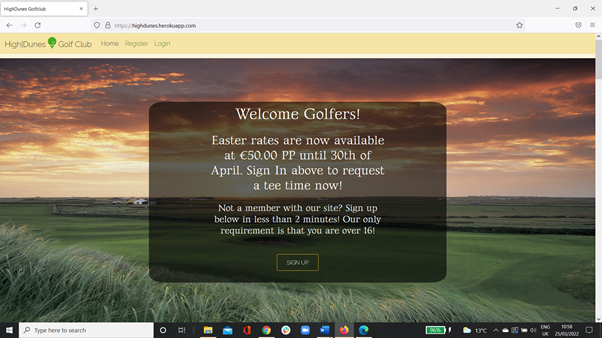 HighDunes Golfclub
https://highdunes.herokuapp.com
High|Dunes Golf Club Home Register Login
Welcome Golfers!
Easter rates are now available
at €50.00 PP until 30th of
April. Sign In above to request
a tee time now!
Not a member with our site? Sign up
below in less than 2 minutes! Our only
requirement is that you are over 16!
SIGN UP
Type here to search
96%
13°C
ENG
UK
10:58
25/03/2022